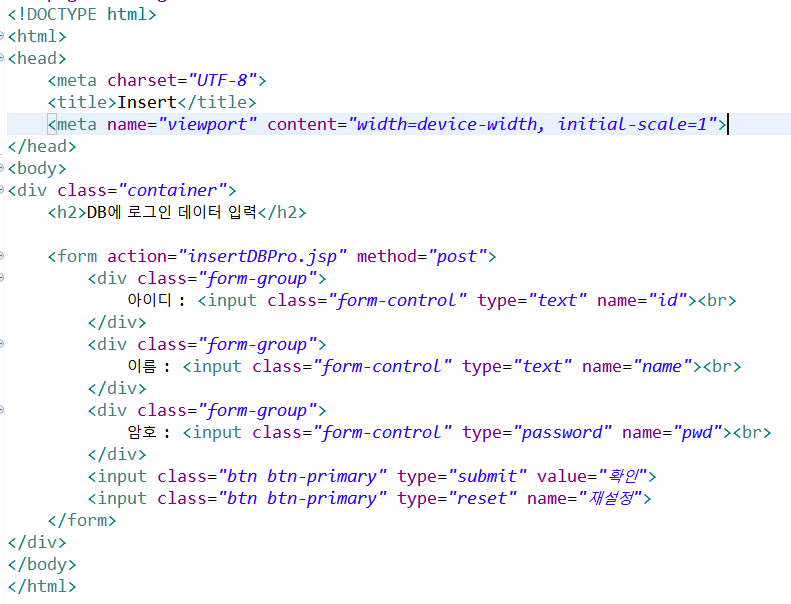 <!DOCTYPE html>
<html>
<head>
    <meta charset="UTF-8">
    <title>Insert</title>
    <meta name="viewport" content="width=device-width, initial-scale=1">
</head>
<body>
<div class="container">
    <h2>DB에 로그인 데이터 입력</h2>

    <form action="insertDBPro.jsp" method="post">
        <div class="form-group">
            아이디 : <input class="form-control" type="text" name="id"><br>
        </div>
        <div class="form-group">
            이름 : <input class="form-control" type="text" name="name"><br>
        </div>
        <div class="form-group">
            암호 : <input class="form-control" type="password" name="pwd"><br>
        </div>
        <input class="btn btn-primary" type="submit" value="확인">
        <input class="btn btn-primary" type="reset" name="재설정">
    </form>
</div>
</body>
</html>